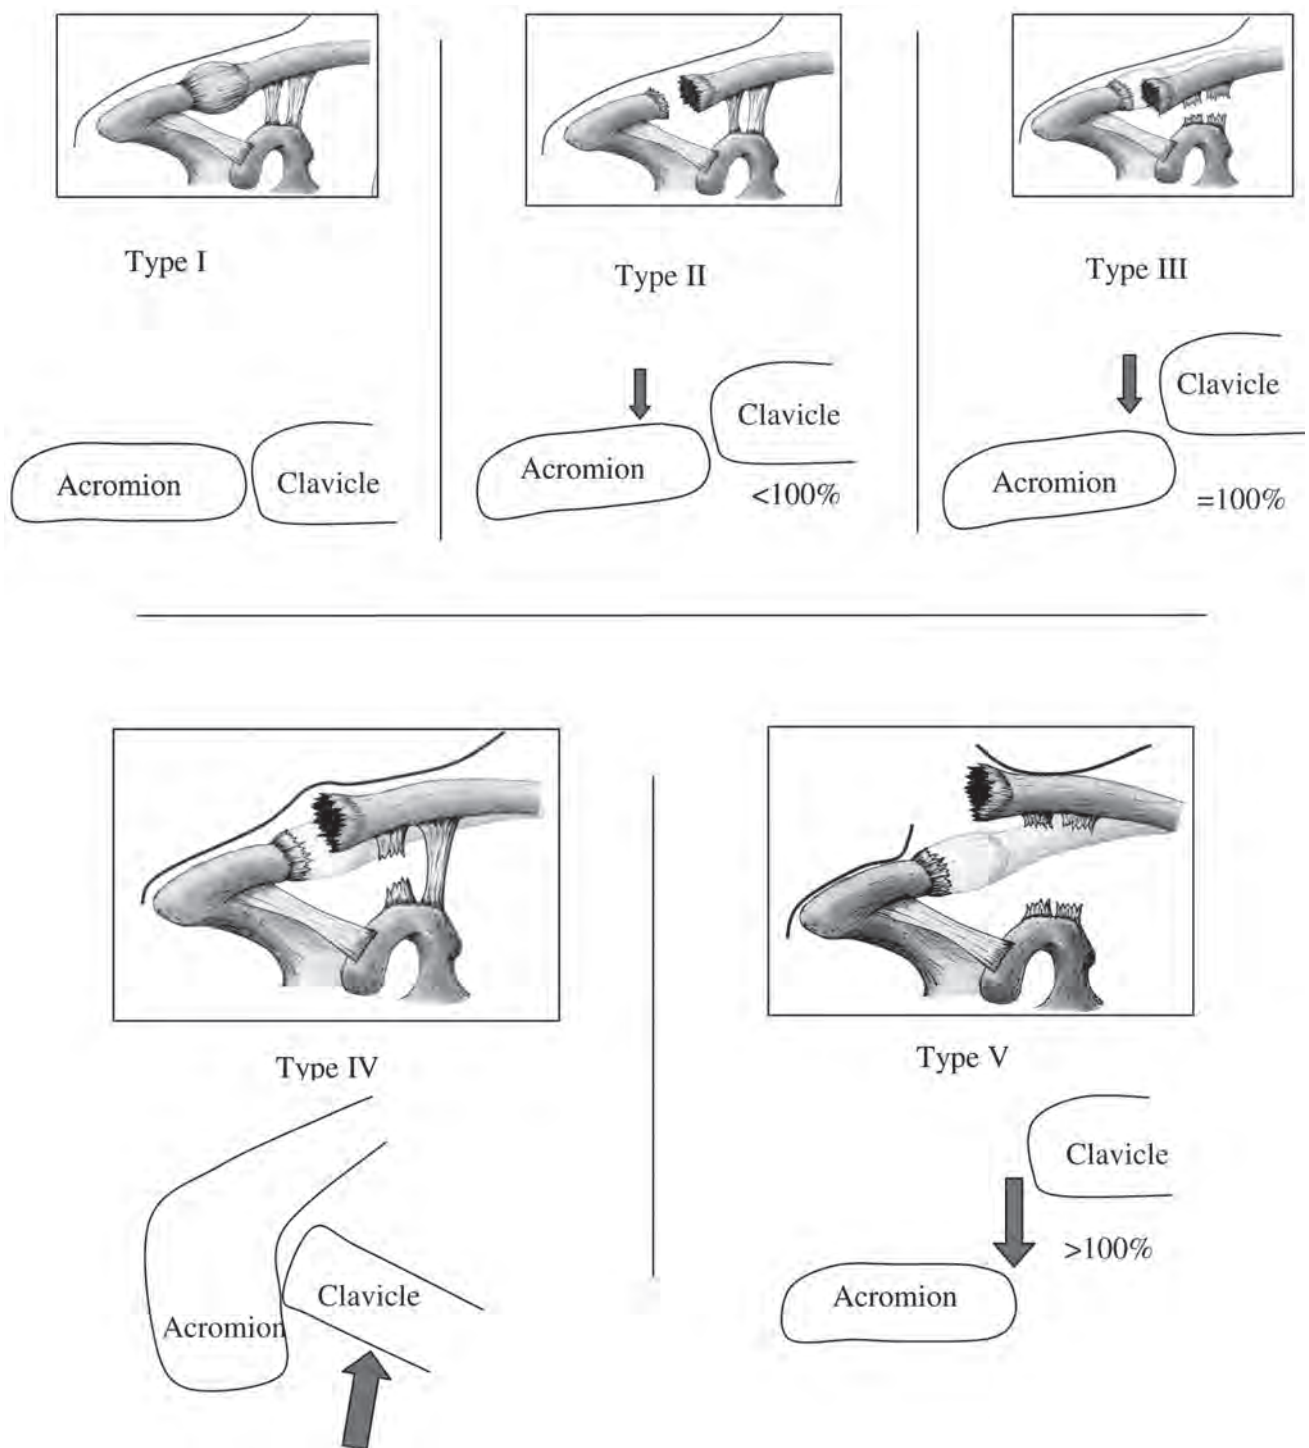 Type I
Type II
Type III
Acromion
Clavicle
Clavicle
Acromion
<100%
Clavicle
Acromion
=100%
Type IV
Type V
Clavicle
Acromion
Clavicle
>100%
Acromion